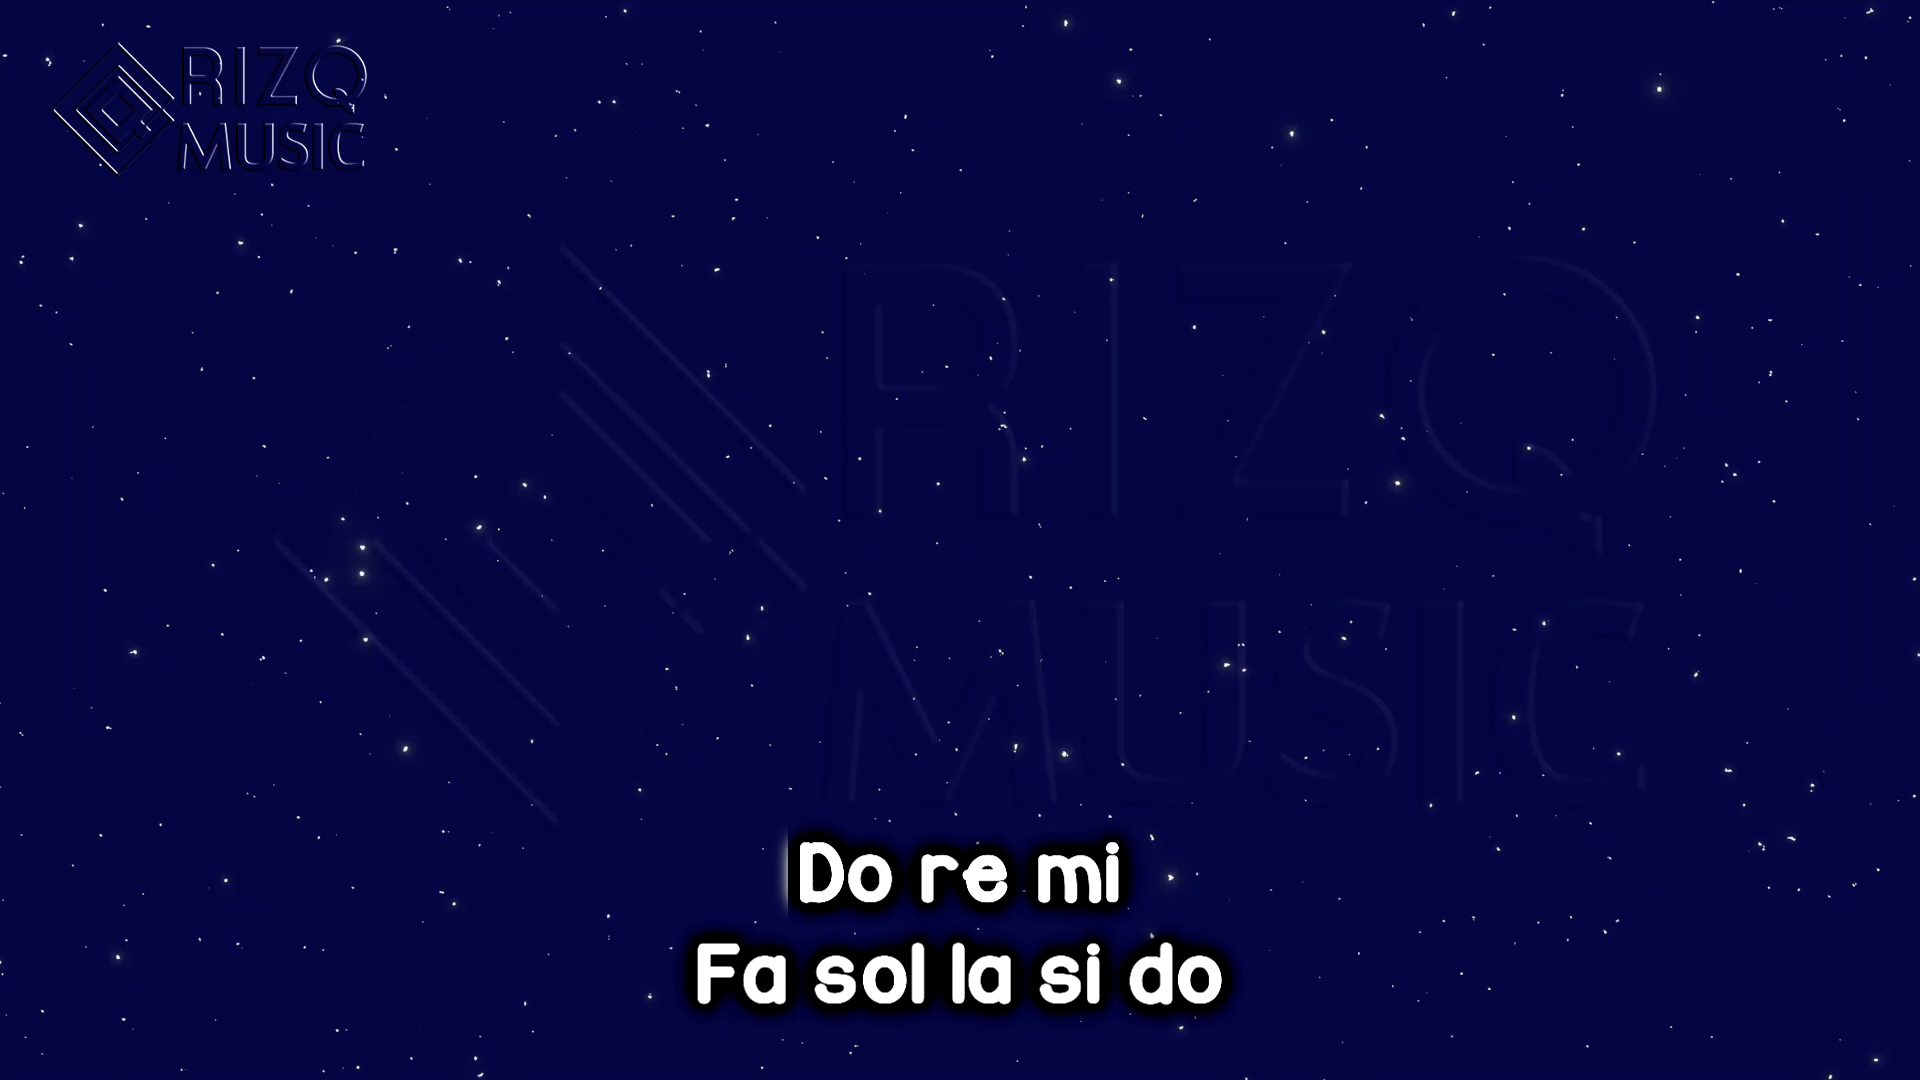 RIZQ
MUSIC
RIZQ
MUSIC
Do re mi
Fa sol la si do